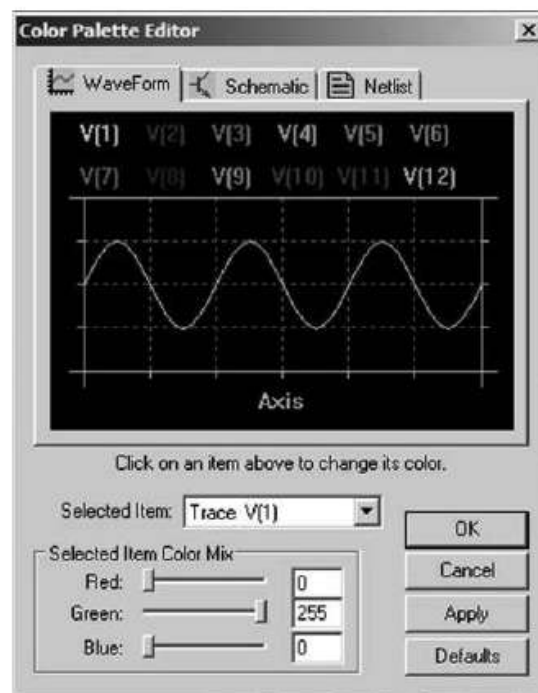 Color Palette Editor
WaveForm Schematic Netlist
V(1) V(2) V(3) V(4) V(5) V(6)
V(7) V(8) V(9) V(10) V(11) V(12)
Axis
Click on an item above to change its color.
Selected Item: Trace V(1)
OK
Selected Item Color Mix
Cancel
Red: 0
Green: 255
Apply
Blue: 0
Defaults